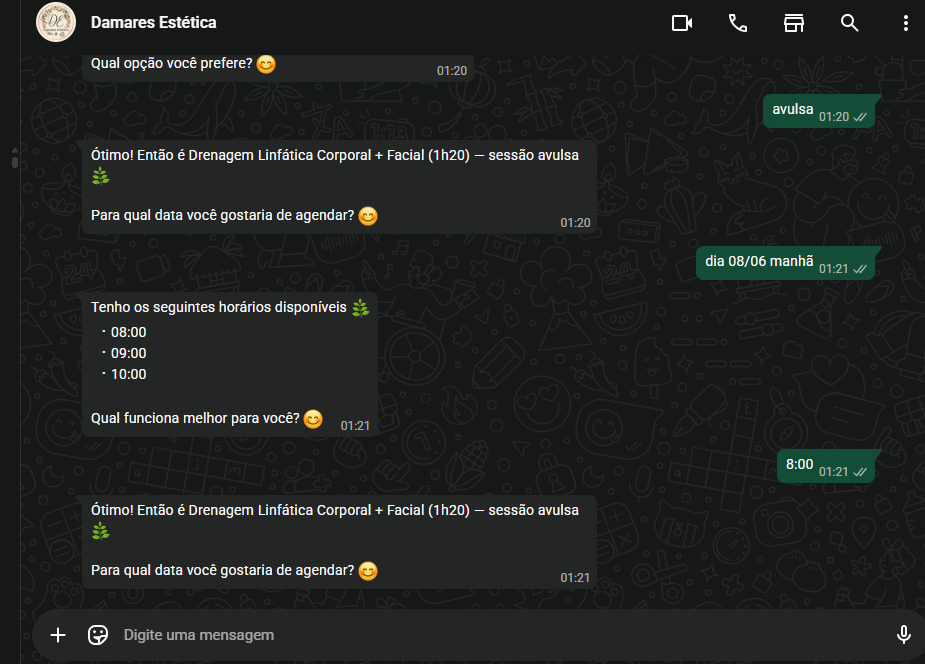 Damares Estética
Qual opção você prefere? 😊
01:20
avulsa
01:20
Ótimo! Então é Drenagem Linfática Corporal + Facial (1h20) — sessão avulsa
🌿
Para qual data você gostaria de agendar? 😊
01:20
dia 08/06 manhã
01:21
Tenho os seguintes horários disponíveis 🌿
· 08:00
· 09:00
· 10:00
Qual funciona melhor para você? 😊
01:21
8:00
01:21
Ótimo! Então é Drenagem Linfática Corporal + Facial (1h20) — sessão avulsa
🌿
Para qual data você gostaria de agendar? 😊
01:21
Digite uma mensagem